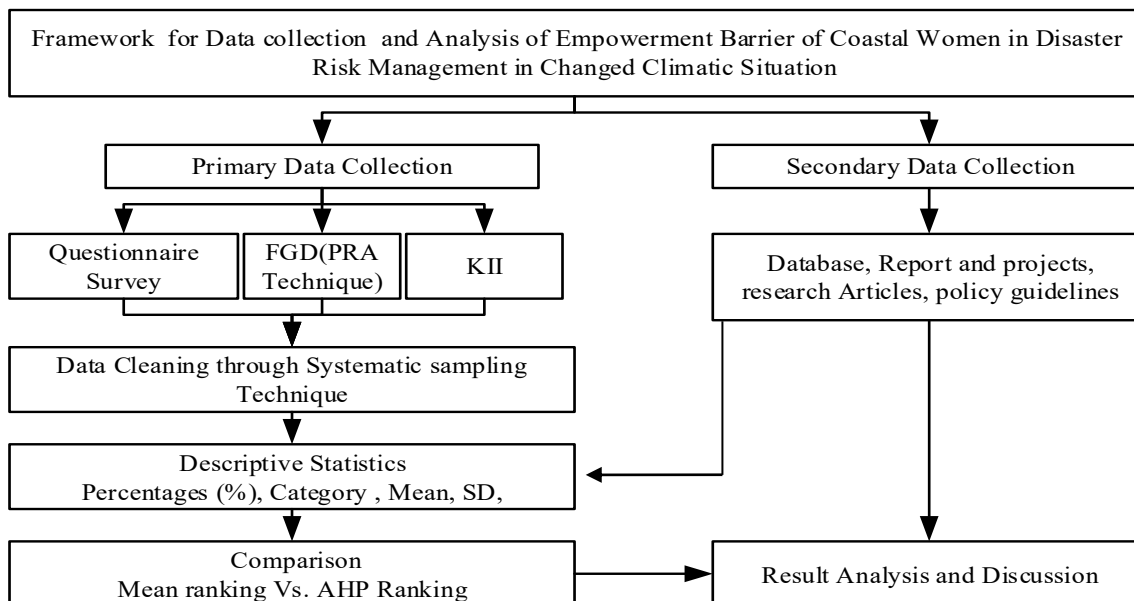 Framework for Data collection and Analysis of Empowerment Barrier of Coastal Women in Disaster
Risk Management in Changed Climatic Situation
Primary Data Collection
Secondary Data Collection
Questionnaire
Survey
FGD(PRA
Technique)
KII
Database, Report and projects,
research Articles, policy guidelines
Data Cleaning through Systematic sampling
Technique
Descriptive Statistics
Percentages (%), Category , Mean, SD,
Comparison
Mean ranking Vs. AHP Ranking
Result Analysis and Discussion